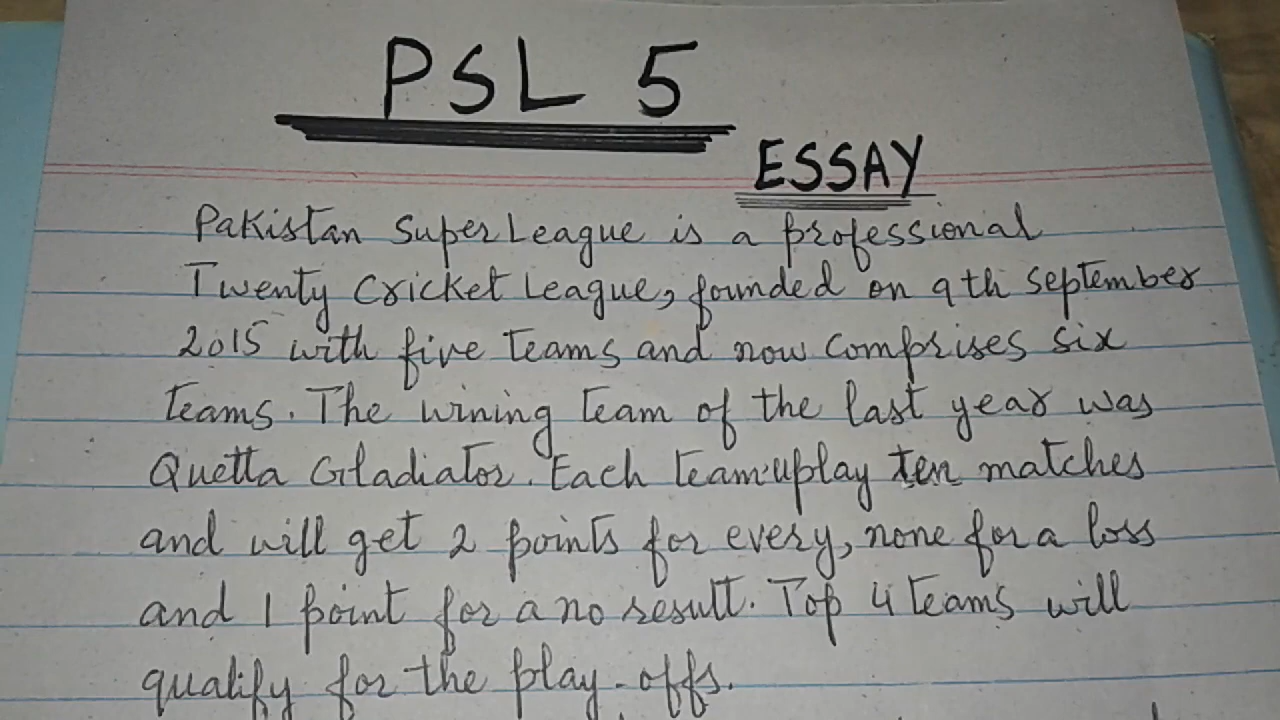 PSL 5
ESSAY
Pakistan Super League is a professional
Twenty Cricket League, founded on 9th september
2015 with five teams and now comprises six
teams. The wining team of the last year was
Quetta Gladiator. Each team play ten matches
and will get 2 points for every, none for a loss
and 1 point for a no result. Top 4 teams will
qualify for the play-offs.